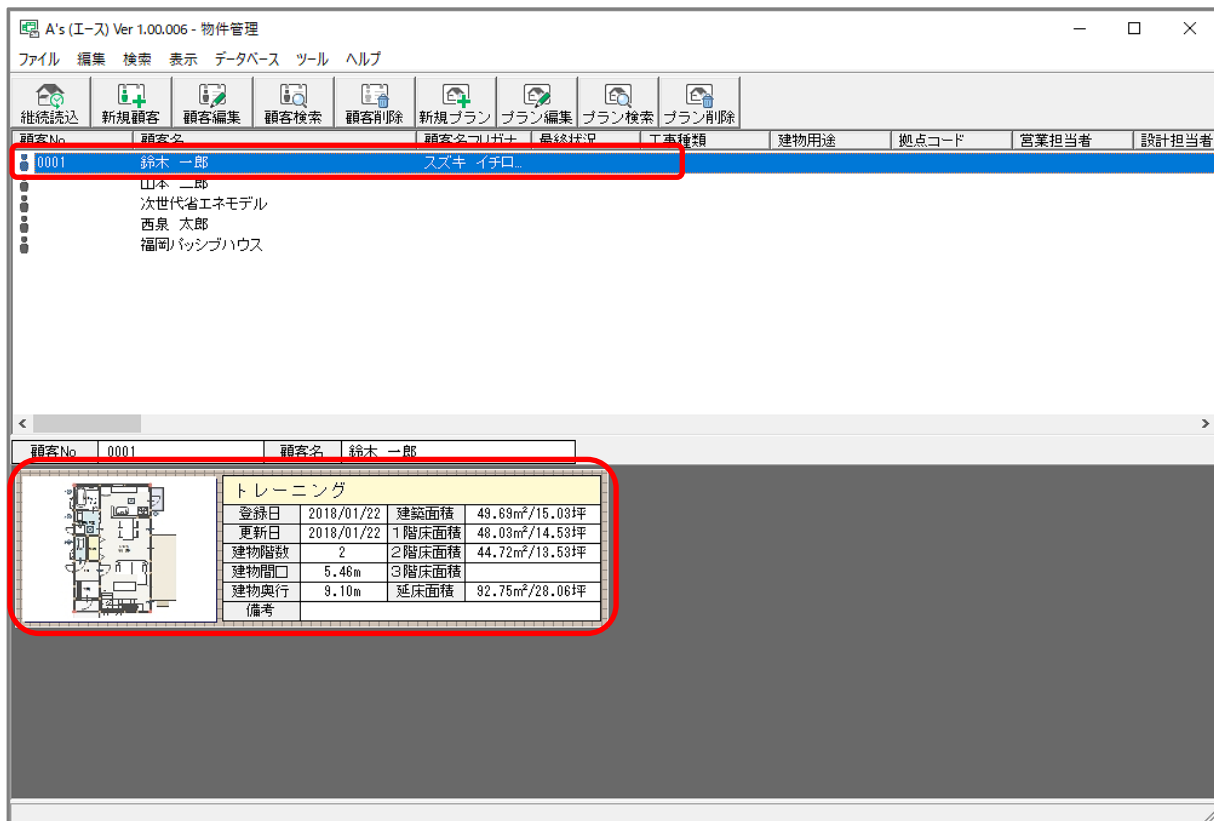 A's (エース) Ver 1.00.006 - 物件管理
ファイル 編集 検索 表示 データベース ツール ヘルプ
継続読込 新規顧客 顧客編集 顧客検索 顧客削除 新規プラン プラン編集 プラン検索 プラン削除
顧客No 顧客名 顧客名フリガナ 最終状況 工事種類 建物用途 拠点コード 営業担当者 設計担当者
0001 鈴木 一郎 スズキ イチロ...
山本 二郎
次世代省エネモデル
西泉 太郎
福岡パッシブハウス
顧客No 0001 顧客名 鈴木 一郎
トレーニング
登録日 2018/01/22 建築面積 49.69m²/15.03坪
更新日 2018/01/22 1階床面積 48.03m²/14.53坪
建物階数 2 2階床面積 44.72m²/13.53坪
建物間口 5.46m 3階床面積
建物奥行 9.10m 延床面積 92.75m²/28.06坪
備考